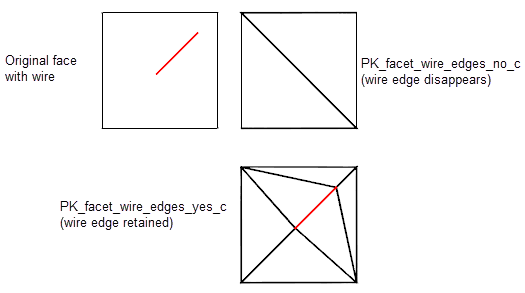 Original face
with wire
PK_facet_wire_edges_no_c
(wire edge disappears)
PK_facet_wire_edges_yes_c
(wire edge retained)